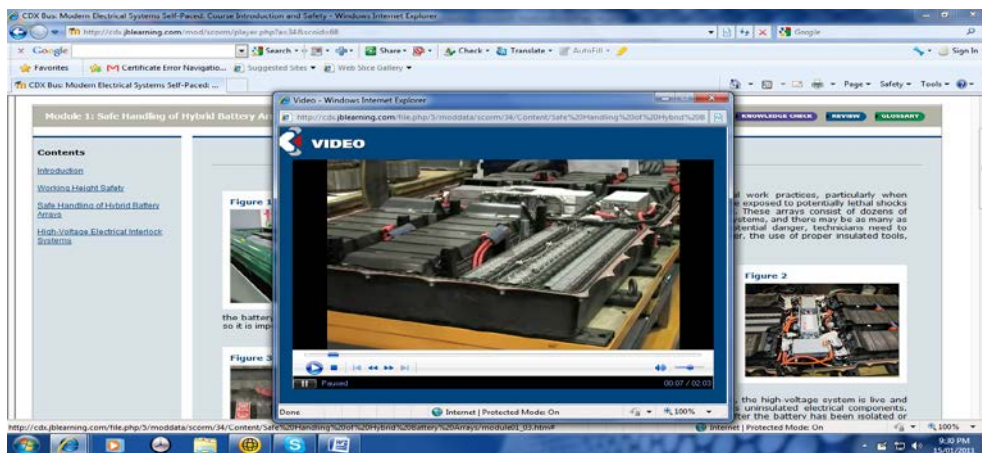 CDX Bus: Modern Electrical Systems Self-Paced: Course Introduction and Safety - Windows Internet Explorer
http://cdx.jblearning.com/mod/scorm/player.php?a=34&scoid=68
Google
x Google Search Share Check Translate AutoFill Sign In
Favorites Certificate Error Navigatio... Suggested Sites Web Slice Gallery
CDX Bus: Modern Electrical Systems Self-Paced: ... Page Safety Tools
Module 1: Safe Handling of Hybrid Battery Arr
KNOWLEDGE CHECK REVIEW GLOSSARY
Contents
Introduction
Working Height Safety
Safe Handling of Hybrid Battery
Arrays
High-Voltage Electrical Interlock
Systems
Figure 1
the battery
so it is imp
Figure 3
Video - Windows Internet Explorer
http://cdx.jblearning.com/file.php/5/moddata/scorm/34/Content/Safe%20Handling%20of%20Hybrid%20B
VIDEO
Paused 00:07 / 02:03
Done Internet | Protected Mode: On 100%
al work practices, particularly when
e exposed to potentially lethal shocks
. These arrays consist of dozens of
ystems, and there may be as many as
otential danger, technicians need to
er, the use of proper insulated tools,
Figure 2
, the high-voltage system is live and
s uninsulated electrical components.
fter the battery has been isolated or
http://cdx.jblearning.com/file.php/5/moddata/scorm/34/Content/Safe%20Handling%20of%20Hybrid%20Battery%20Arrays/module01_03.htm# Internet | Protected Mode: On 100%
9:30 PM
15/01/2011